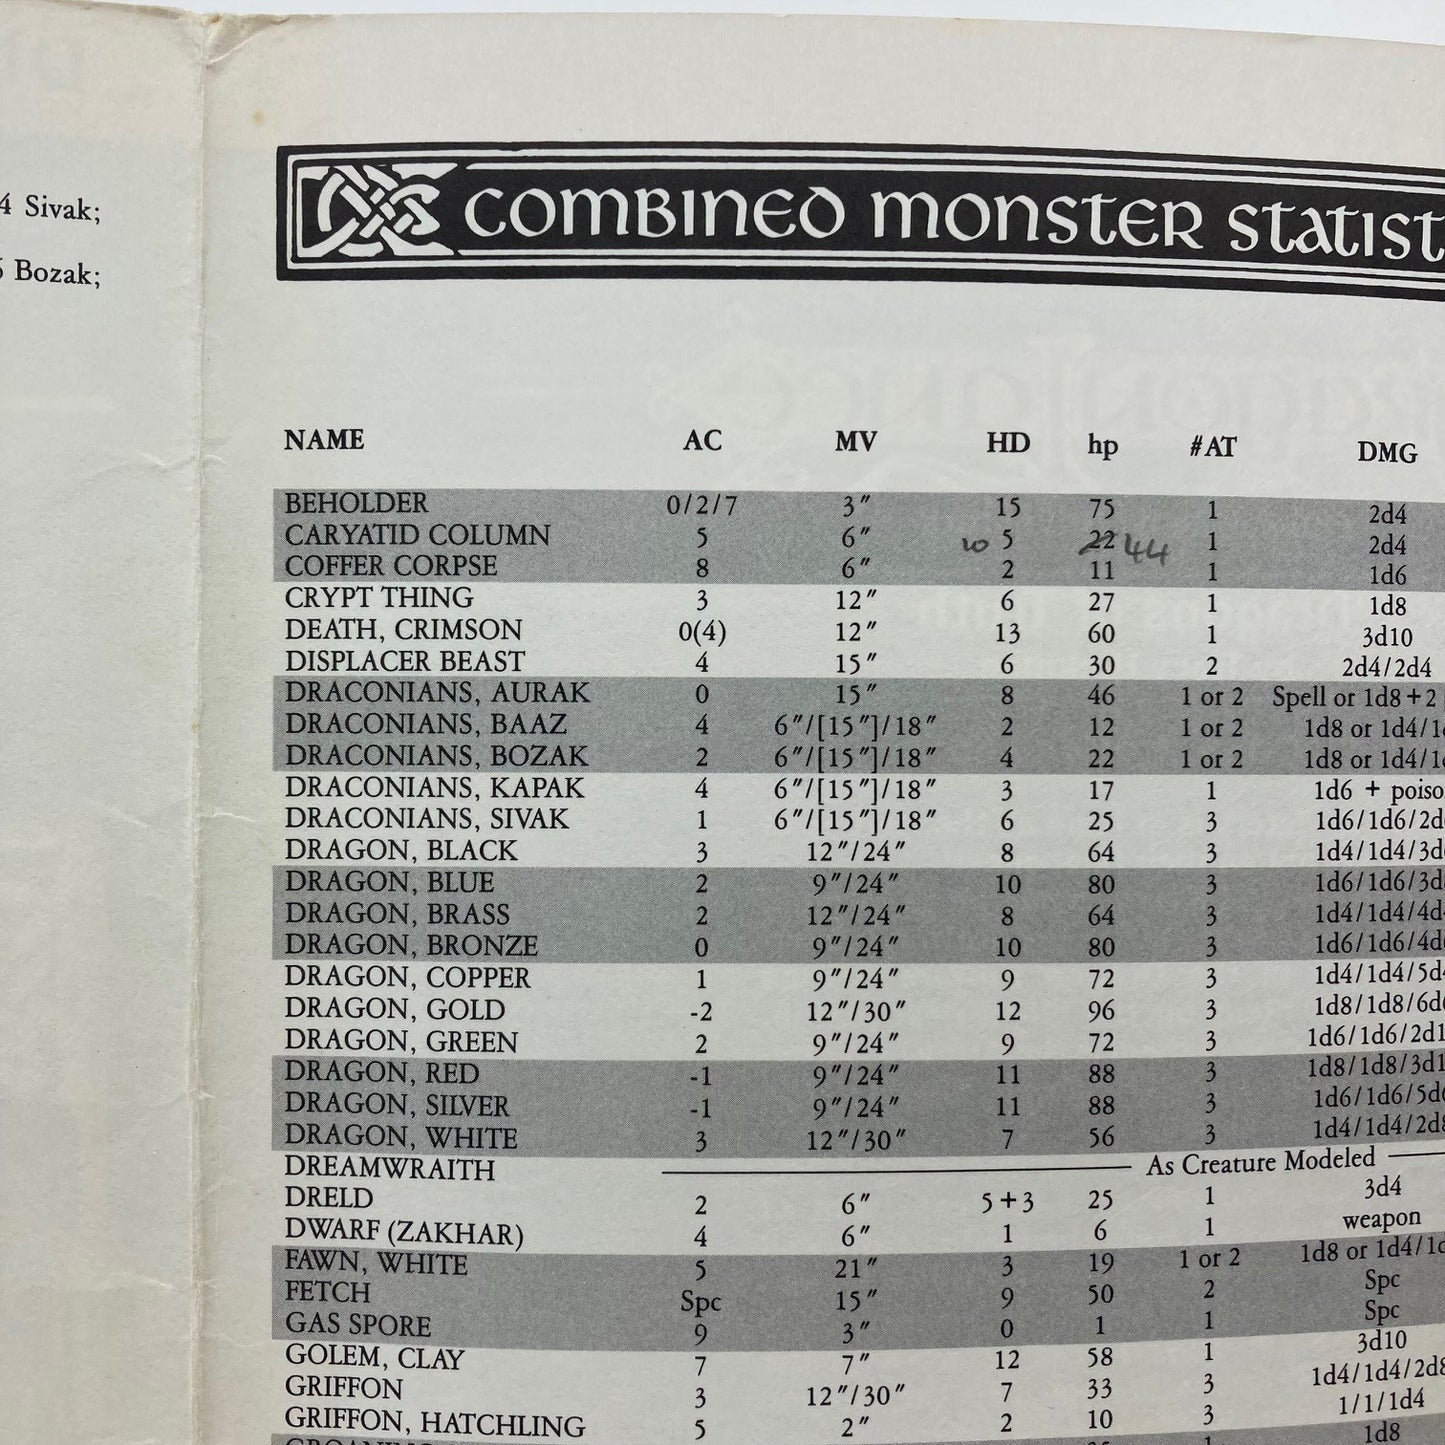 4 Sivak;
Bozak;
COMBINED MONSTER STATIST
NAME AC MV HD hp #AT DMG
BEHOLDER 0/2/7 3" 15 75 1 2d4
CARYATID COLUMN 5 6" 10 5 22 44 1 2d4
COFFER CORPSE 8 6" 2 11 1 1d6
CRYPT THING 3 12" 6 27 1 1d8
DEATH, CRIMSON 0(4) 12" 13 60 1 3d10
DISPLACER BEAST 4 15" 6 30 2 2d4/2d4
DRACONIANS, AURAK 0 15" 8 46 1 or 2 Spell or 1d8+2
DRACONIANS, BAAZ 4 6"/[15"]/18" 2 12 1 or 2 1d8 or 1d4/1d
DRACONIANS, BOZAK 2 6"/[15"]/18" 4 22 1 or 2 1d8 or 1d4/1d
DRACONIANS, KAPAK 4 6"/[15"]/18" 3 17 1 1d6 + poiso
DRACONIANS, SIVAK 1 6"/[15"]/18" 6 25 3 1d6/1d6/2d
DRAGON, BLACK 3 12"/24" 8 64 3 1d4/1d4/3d
DRAGON, BLUE 2 9"/24" 10 80 3 1d6/1d6/3d
DRAGON, BRASS 2 12"/24" 8 64 3 1d4/1d4/4d4
DRAGON, BRONZE 0 9"/24" 10 80 3 1d6/1d6/4d6
DRAGON, COPPER 1 9"/24" 9 72 3 1d4/1d4/5d4
DRAGON, GOLD -2 12"/30" 12 96 3 1d8/1d8/6d6
DRAGON, GREEN 2 9"/24" 9 72 3 1d6/1d6/2d1
DRAGON, RED -1 9"/24" 11 88 3 1d8/1d8/3d1
DRAGON, SILVER -1 9"/24" 11 88 3 1d6/1d6/5d6
DRAGON, WHITE 3 12"/30" 7 56 3 1d4/1d4/2d8
DREAMWRAITH As Creature Modeled
DRELD 2 6" 5+3 25 1 3d4
DWARF (ZAKHAR) 4 6" 1 6 1 weapon
FAWN, WHITE 5 21" 3 19 1 or 2 1d8 or 1d4/1d
FETCH Spc 15" 9 50 2 Spc
GAS SPORE 9 3" 0 1 1 Spc
GOLEM, CLAY 7 7" 12 58 1 3d10
GRIFFON 3 12"/30" 7 33 3 1d4/1d4/2d8
GRIFFON, HATCHLING 5 2" 2 10 3 1/1/1d4
1d8